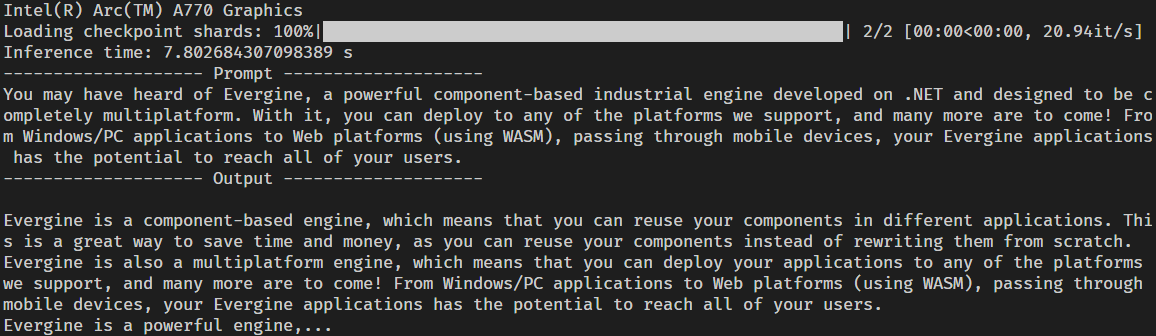 Intel(R) Arc(TM) A770 Graphics
Loading checkpoint shards: 100%| | 2/2 [00:00<00:00, 20.94it/s]
Inference time: 7.802684307098389 s
------------------- Prompt -------------------
You may have heard of Evergine, a powerful component-based industrial engine developed on .NET and designed to be c
ompletely multiplatform. With it, you can deploy to any of the platforms we support, and many more are to come! Fro
m Windows/PC applications to Web platforms (using WASM), passing through mobile devices, your Evergine applications
 has the potential to reach all of your users.
------------------- Output -------------------

Evergine is a component-based engine, which means that you can reuse your components in different applications. Thi
s is a great way to save time and money, as you can reuse your components instead of rewriting them from scratch.
Evergine is also a multiplatform engine, which means that you can deploy your applications to any of the platforms
we support, and many more are to come! From Windows/PC applications to Web platforms (using WASM), passing through
mobile devices, your Evergine applications has the potential to reach all of your users.
Evergine is a powerful engine,...